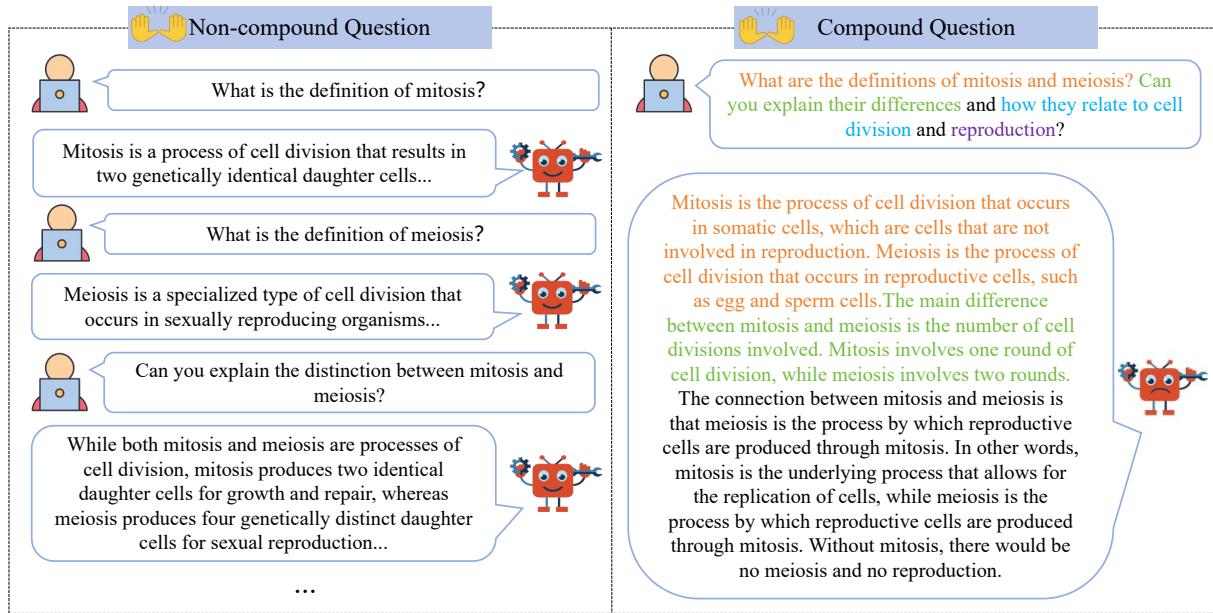 Non-compound Question
What is the definition of mitosis?
Mitosis is a process of cell division that results in
two genetically identical daughter cells...
What is the definition of meiosis?
Meiosis is a specialized type of cell division that
occurs in sexually reproducing organisms...
Can you explain the distinction between mitosis and
meiosis?
While both mitosis and meiosis are processes of
cell division, mitosis produces two identical
daughter cells for growth and repair, whereas
meiosis produces four genetically distinct daughter
cells for sexual reproduction...
...
Compound Question
What are the definitions of mitosis and meiosis? Can
you explain their differences and how they relate to cell
division and reproduction?
Mitosis is the process of cell division that occurs
in somatic cells, which are cells that are not
involved in reproduction. Meiosis is the process of
cell division that occurs in reproductive cells, such
as egg and sperm cells.The main difference
between mitosis and meiosis is the number of cell
divisions involved. Mitosis involves one round of
cell division, while meiosis involves two rounds.
The connection between mitosis and meiosis is
that meiosis is the process by which reproductive
cells are produced through mitosis. In other words,
mitosis is the underlying process that allows for
the replication of cells, while meiosis is the
process by which reproductive cells are produced
through mitosis. Without mitosis, there would be
no meiosis and no reproduction.